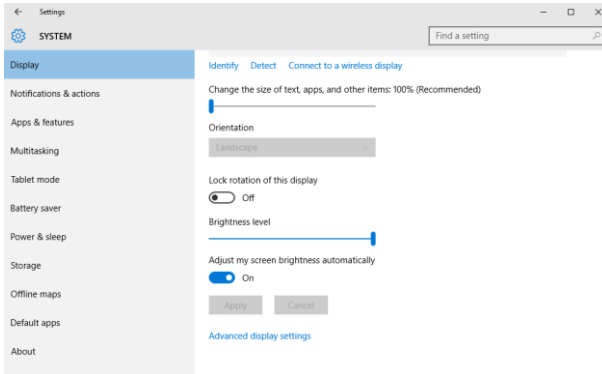 Settings
SYSTEM
Find a setting
Display
Notifications & actions
Apps & features
Multitasking
Tablet mode
Battery saver
Power & sleep
Storage
Offline maps
Default apps
About
Identify Detect Connect to a wireless display
Change the size of text, apps, and other items: 100% (Recommended)
Orientation
Landscape
Lock rotation of this display
Off
Brightness level
Adjust my screen brightness automatically
On
Apply Cancel
Advanced display settings